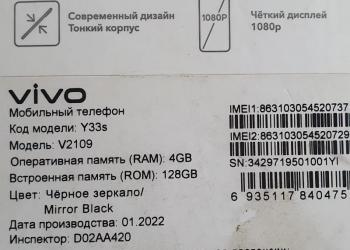 Современный дизайн
Тонкий корпус
1080P
Чёткий дисплей
1080p
vivo
Мобильный телефон
Код модели: Y33s
Модель: V2109
Оперативная память (RAM): 4GB
Встроенная память (ROM): 128GB
Цвет: Чёрное зеркало/
Mirror Black
Дата производства: 01.2022
Инспектор: D02AA420
IMEI1:863103054520737
IMEI2:863103054520729
SN:3429719501001YI
6 935117 840475